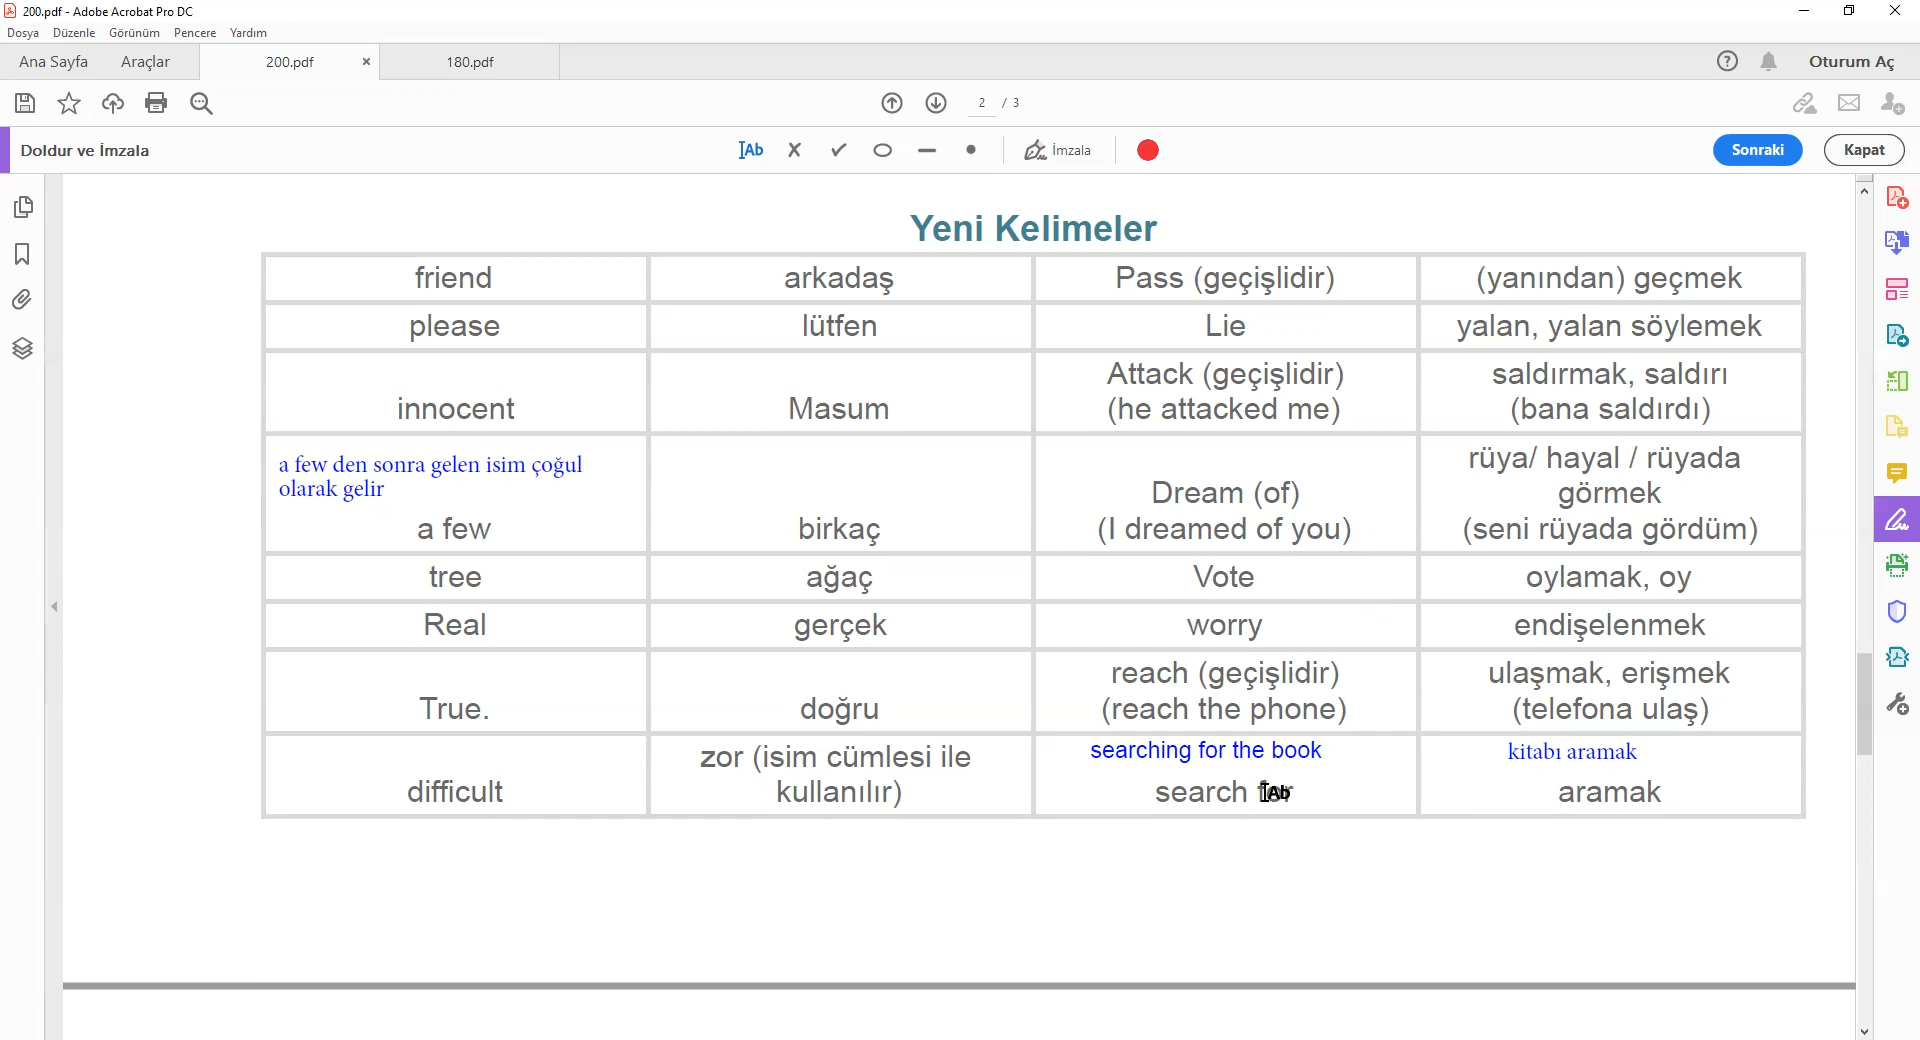 200.pdf - Adobe Acrobat Pro DC
Dosya Düzenle Görünüm Pencere Yardım
Ana Sayfa Araçlar 200.pdf × 180.pdf Oturum Aç
2 / 3
Doldur ve İmzala Ab İmzala Sonraki Kapat
Yeni Kelimeler
friend arkadaş Pass (geçişlidir) (yanından) geçmek
please lütfen Lie yalan, yalan söylemek
innocent Masum Attack (geçişlidir) saldırmak, saldırı
(he attacked me) (bana saldırdı)
a few den sonra gelen isim çoğul
olarak gelir
a few birkaç Dream (of) rüya/ hayal / rüyada
görmek
(I dreamed of you) (seni rüyada gördüm)
tree ağaç Vote oylamak, oy
Real gerçek worry endişelenmek
True. doğru reach (geçişlidir) ulaşmak, erişmek
(reach the phone) (telefona ulaş)
difficult zor (isim cümlesi ile
kullanılır)
searching for the book kitabı aramak
search for aramak